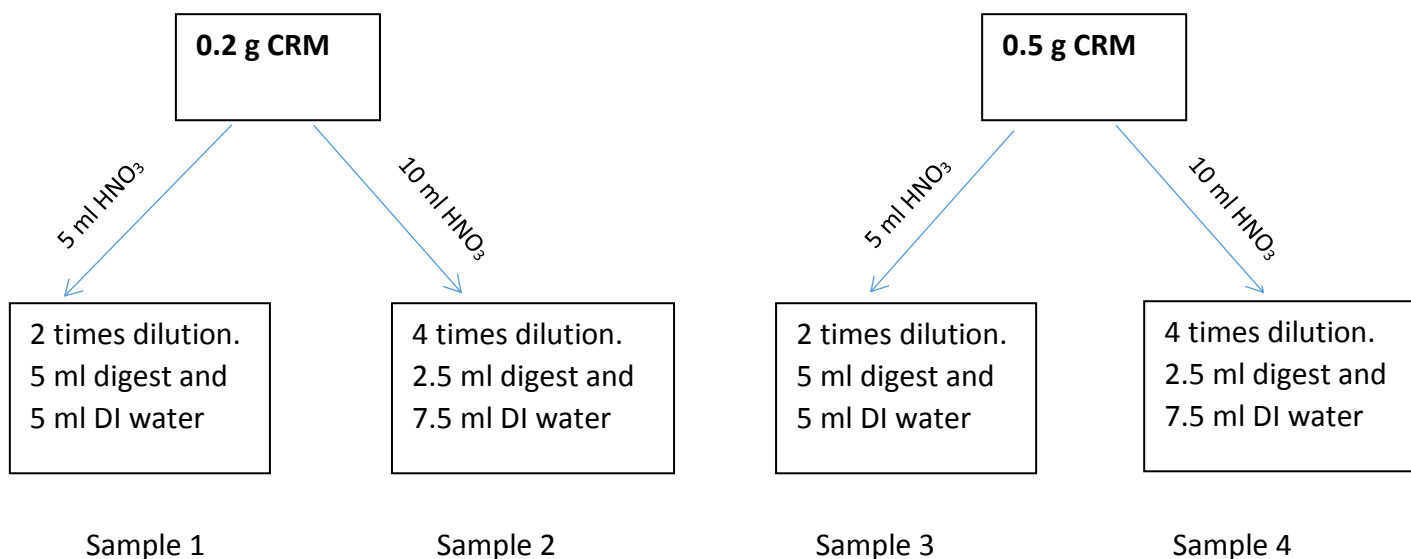 0.2 g CRM
0.5 g CRM
5 ml HNO₃
10 ml HNO₃
5 ml HNO₃
10 ml HNO₃
2 times dilution.
5 ml digest and
5 ml DI water
4 times dilution.
2.5 ml digest and
7.5 ml DI water
2 times dilution.
5 ml digest and
5 ml DI water
4 times dilution.
2.5 ml digest and
7.5 ml DI water
Sample 1
Sample 2
Sample 3
Sample 4